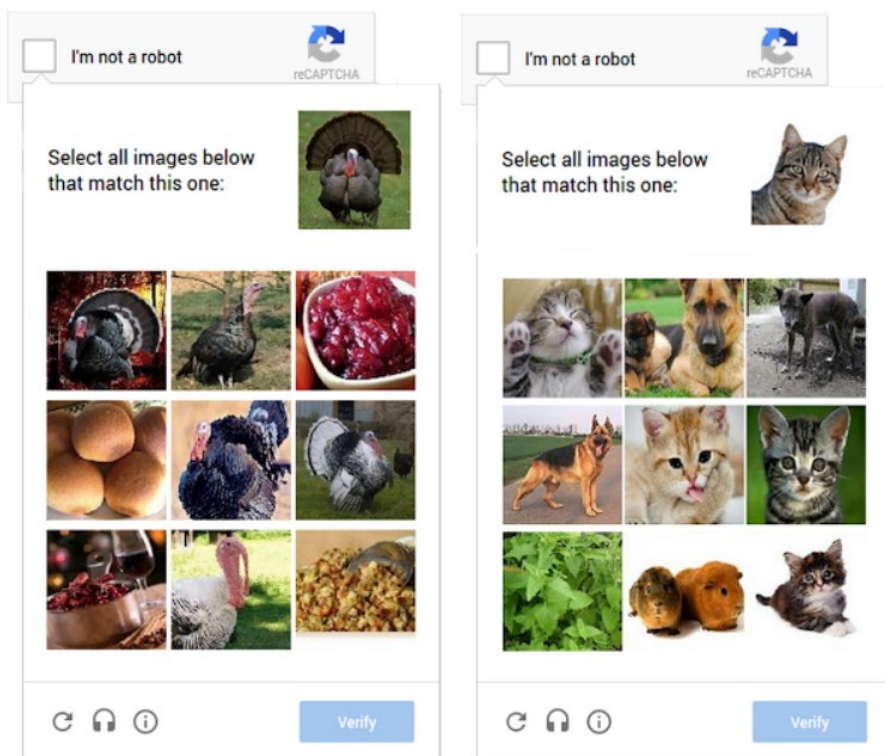 I'm not a robot
reCAPTCHA
Select all images below
that match this one:
Verify
I'm not a robot
reCAPTCHA
Select all images below
that match this one:
Verify